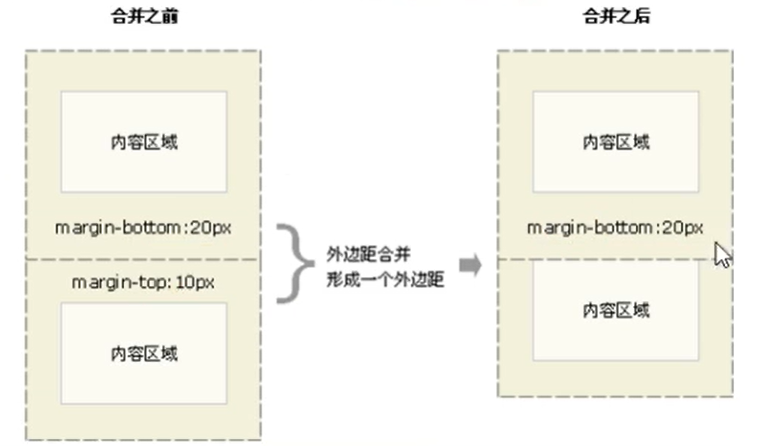 合并之前
合并之后
内容区域
内容区域
margin-bottom:20px
margin-bottom:20px
外边距合并
形成一个外边距
margin-top:10px
内容区域
内容区域